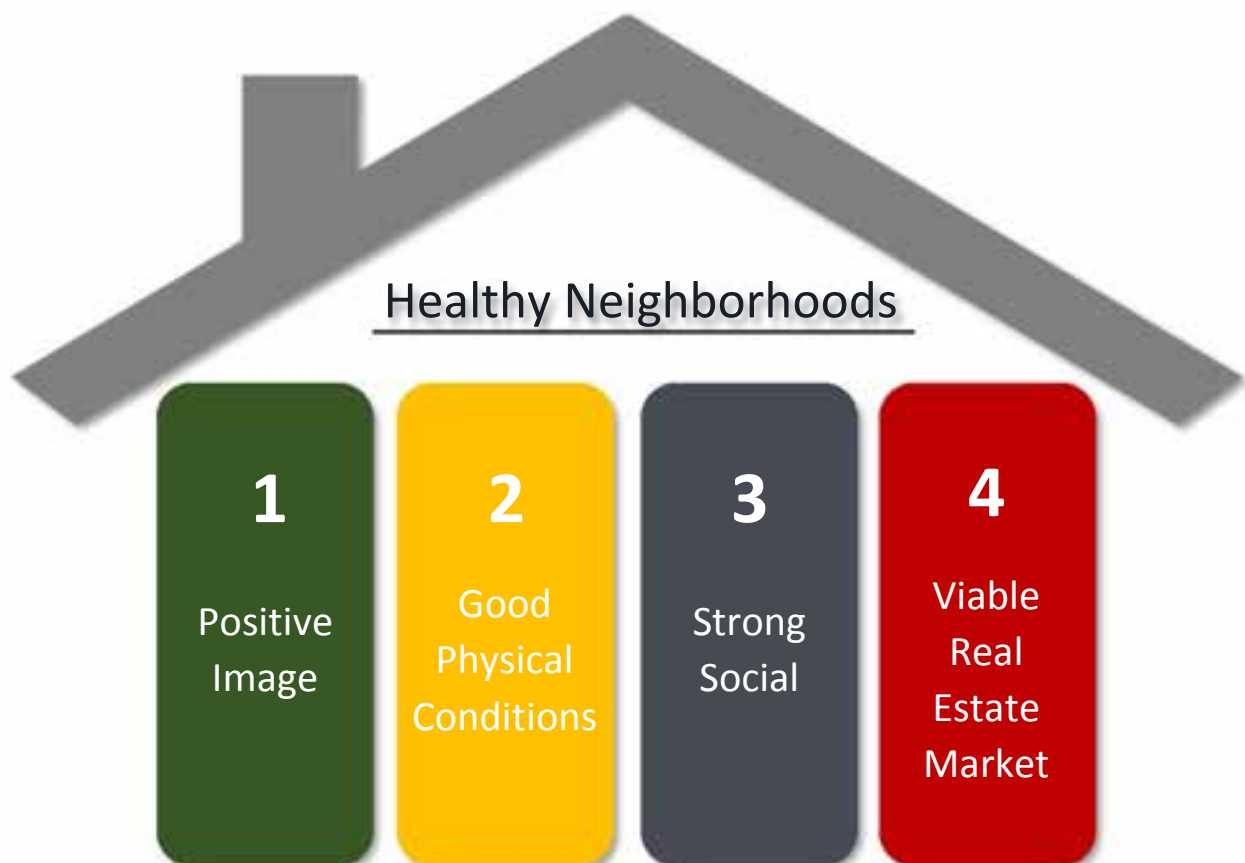 Healthy Neighborhoods
1
Positive
Image
2
Good
Physical
Conditions
3
Strong
Social
4
Viable
Real
Estate
Market